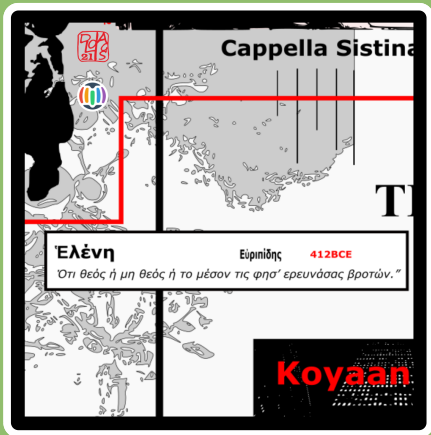 Cappella Sistina
Ἑλένη
Εὐριπίδης 412BCE
Ότι θεός ή μη θεός ή το μέσον τις φησ’ ερευνάσας βροτών.”
Koyaan